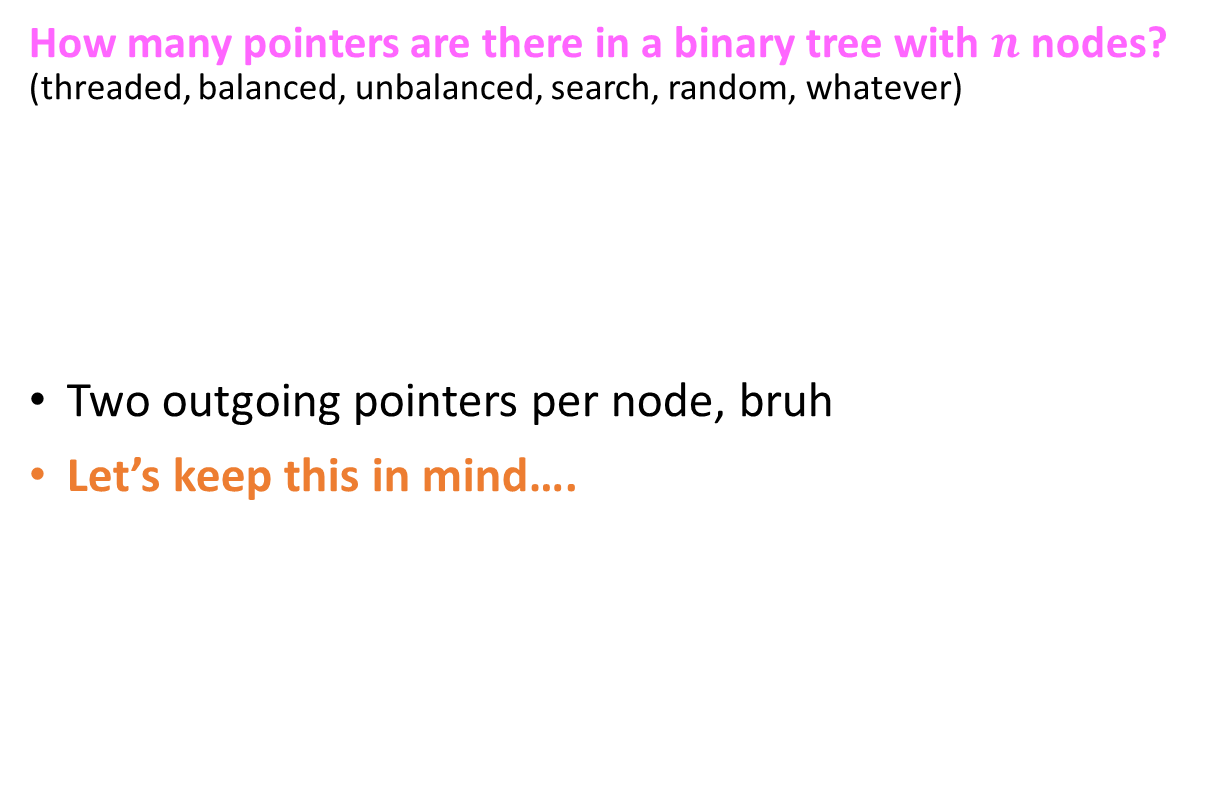 How many pointers are there in a binary tree with n nodes?
(threaded, balanced, unbalanced, search, random, whatever)
• Two outgoing pointers per node, bruh
• Let’s keep this in mind….